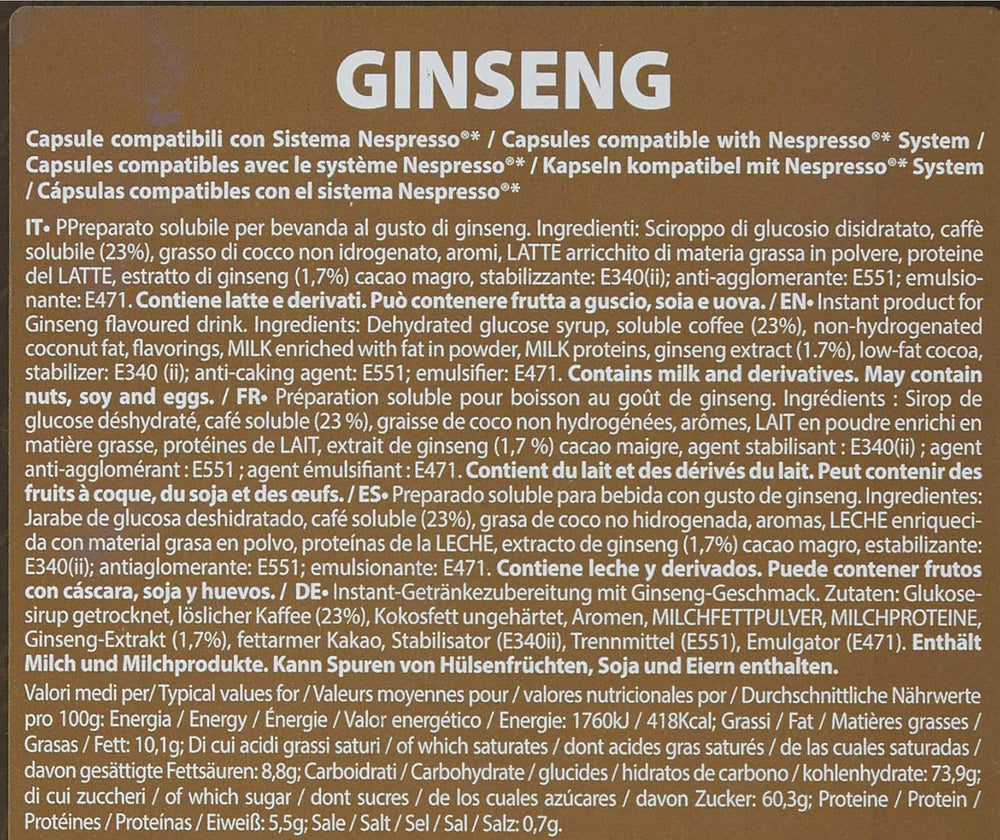 GINSENG
Capsule compatibili con Sistema Nespresso®* / Capsules compatible with Nespresso®* System /
Capsules compatibles avec le système Nespresso®* / Kapseln kompatibel mit Nespresso®* System
/ Cápsulas compatibles con el sistema Nespresso®*
IT• PPreparato solubile per bevanda al gusto di ginseng. Ingredienti: Sciroppo di glucosio disidratato, caffè
solubile (23%), grasso di cocco non idrogenato, aromi, LATTE arricchito di materia grassa in polvere, proteine
del LATTE, estratto di ginseng (1,7%) cacao magro, stabilizzante: E340(ii); anti-agglomerante: E551; emulsio-
nante: E471. Contiene latte e derivati. Può contenere frutta a guscio, soia e uova. / EN• Instant product for
Ginseng flavoured drink. Ingredients: Dehydrated glucose syrup, soluble coffee (23%), non-hydrogenated
coconut fat, flavorings, MILK enriched with fat in powder, MILK proteins, ginseng extract (1.7%), low-fat cocoa,
stabilizer: E340 (ii); anti-caking agent: E551; emulsifier: E471. Contains milk and derivatives. May contain
nuts, soy and eggs. / FR• Préparation soluble pour boisson au goût de ginseng. Ingrédients : Sirop de
glucose déshydraté, café soluble (23 %), graisse de coco non hydrogénées, arômes, LAIT en poudre enrichi en
matière grasse, protéines de LAIT, extrait de ginseng (1,7 %) cacao maigre, agent stabilisant : E340(ii) ; agent
anti-agglomérant : E551 ; agent émulsifiant : E471. Contient du lait et des dérivés du lait. Peut contenir des
fruits à coque, du soja et des œufs. / ES• Preparado soluble para bebida con gusto de ginseng. Ingredientes:
Jarabe de glucosa deshidratado, café soluble (23%), grasa de coco no hidrogenada, aromas, LECHE enriqueci-
da con material grasa en polvo, proteínas de la LECHE, extracto de ginseng (1,7%) cacao magro, estabilizante:
E340(ii); antiaglomerante: E551; emulsionante: E471. Contiene leche y derivados. Puede contener frutos
con cáscara, soja y huevos. / DE• Instant-Getränkezubereitung mit Ginseng-Geschmack. Zutaten: Glukose-
sirup getrocknet, löslicher Kaffee (23%), Kokosfett ungehärtet, Aromen, MILCHFETTPULVER, MILCHPROTEINE,
Ginseng-Extrakt (1,7%), fettarmer Kakao, Stabilisator (E340ii), Trennmittel (E551), Emulgator (E471). Enthält
Milch und Milchprodukte. Kann Spuren von Hülsenfrüchten, Soja und Eiern enthalten.
Valori medi per/ Typical values for / Valeurs moyennes pour / valores nutricionales por / Durchschnittliche Nährwerte
pro 100g: Energia / Energy / Énergie / Valor energético / Energie: 1760kJ / 418Kcal; Grassi / Fat / Matières grasses /
Grasas / Fett: 10,1g; Di cui acidi grassi saturi / of which saturates / dont acides gras saturés / de las cuales saturadas /
davon gesättigte Fettsäuren: 8,8g; Carboidrati / Carbohydrate / glucides / hidratos de carbono / kohlenhydrate: 73,9g;
di cui zuccheri / of which sugar / dont sucres / de los cuales azúcares / davon Zucker: 60,3g; Proteine / Protein /
Protéines / Proteínas / Eiweiß: 5,5g; Sale / Salt / Sel / Sal / Salz: 0,7g.